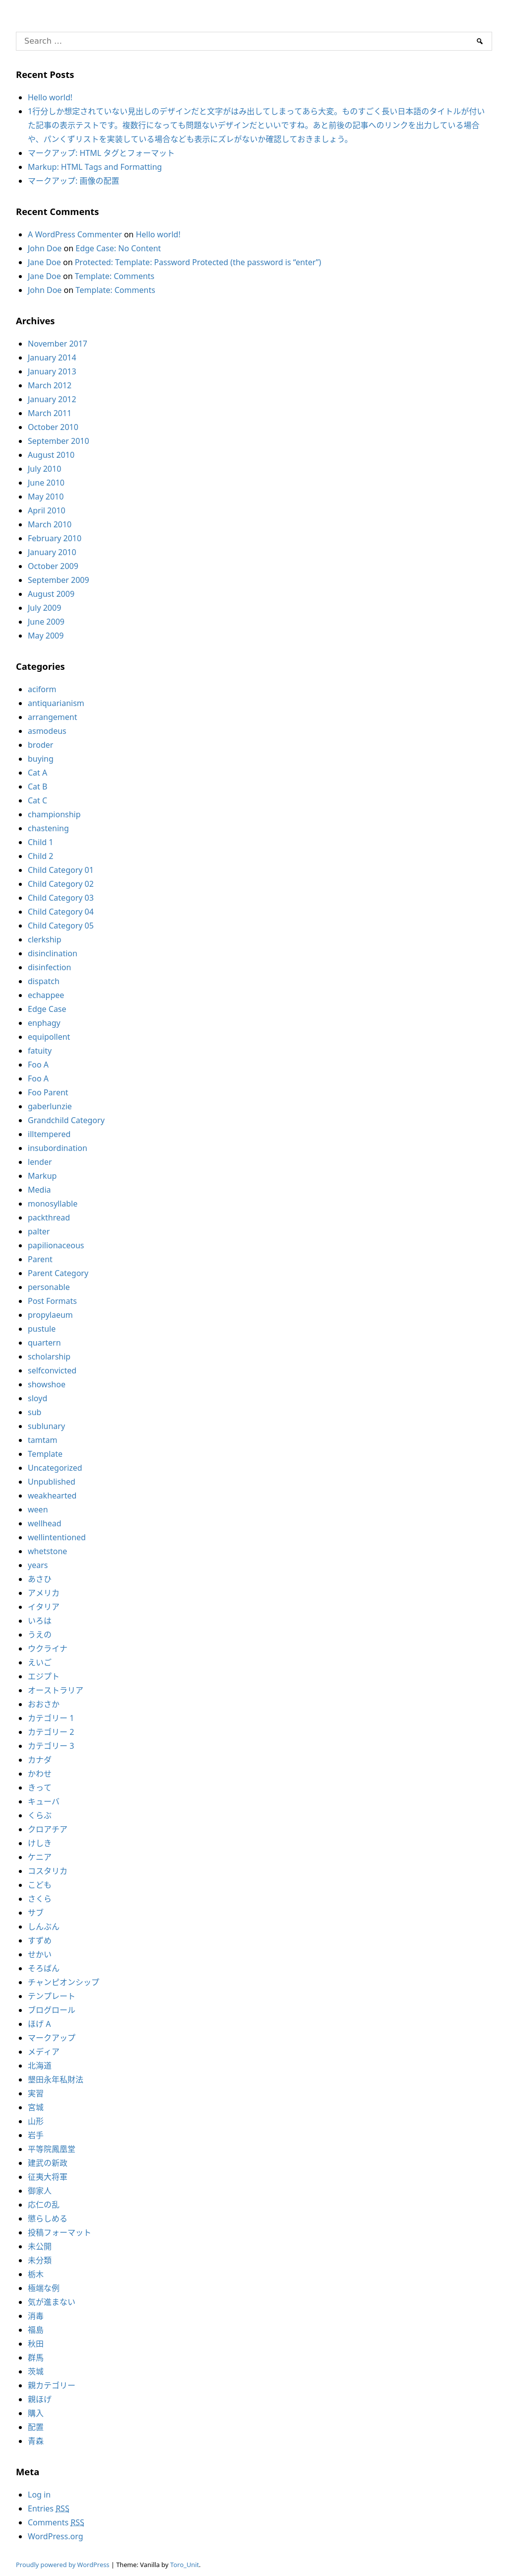 Search ...
Recent Posts
Hello world!
1行分しか想定されていない見出しのデザインだと文字がはみ出してしまってあら大変。ものすごく長い日本語のタイトルが付い
た記事の表示テストです。複数行になっても問題ないデザインだといいですね。あと前後の記事へのリンクを出力している場合
や、パンくずリストを実装している場合なども表示にズレがないか確認しておきましょう。
マークアップ: HTML タグとフォーマット
Markup: HTML Tags and Formatting
マークアップ: 画像の配置
Recent Comments
A WordPress Commenter on Hello world!
John Doe on Edge Case: No Content
Jane Doe on Protected: Template: Password Protected (the password is “enter”)
Jane Doe on Template: Comments
John Doe on Template: Comments
Archives
November 2017
January 2014
January 2013
March 2012
January 2012
March 2011
October 2010
September 2010
August 2010
July 2010
June 2010
May 2010
April 2010
March 2010
February 2010
January 2010
October 2009
September 2009
August 2009
July 2009
June 2009
May 2009
Categories
aciform
antiquarianism
arrangement
asmodeus
broder
buying
Cat A
Cat B
Cat C
championship
chastening
Child 1
Child 2
Child Category 01
Child Category 02
Child Category 03
Child Category 04
Child Category 05
clerkship
disinclination
disinfection
dispatch
echappee
Edge Case
enphagy
equipollent
fatuity
Foo A
Foo A
Foo Parent
gaberlunzie
Grandchild Category
illtempered
insubordination
lender
Markup
Media
monosyllable
packthread
palter
papilionaceous
Parent
Parent Category
personable
Post Formats
propylaeum
pustule
quartern
scholarship
selfconvicted
showshoe
sloyd
sub
sublunary
tamtam
Template
Uncategorized
Unpublished
weakhearted
ween
wellhead
wellintentioned
whetstone
years
あさひ
アメリカ
イタリア
いろは
うえの
ウクライナ
えいご
エジプト
オーストラリア
おおさか
カテゴリー 1
カテゴリー 2
カテゴリー 3
カナダ
かわせ
きって
キューバ
くらぶ
クロアチア
けしき
ケニア
コスタリカ
こども
さくら
サブ
しんぶん
すずめ
せかい
そろばん
チャンピオンシップ
テンプレート
ブログロール
ほげ A
マークアップ
メディア
北海道
墾田永年私財法
実習
宮城
山形
岩手
平等院鳳凰堂
建武の新政
征夷大将軍
御家人
応仁の乱
懲らしめる
投稿フォーマット
未公開
未分類
栃木
極端な例
気が進まない
消毒
福島
秋田
群馬
茨城
親カテゴリー
親ほげ
購入
配置
青森
Meta
Log in
Entries RSS
Comments RSS
WordPress.org
Proudly powered by WordPress | Theme: Vanilla by Toro_Unit.